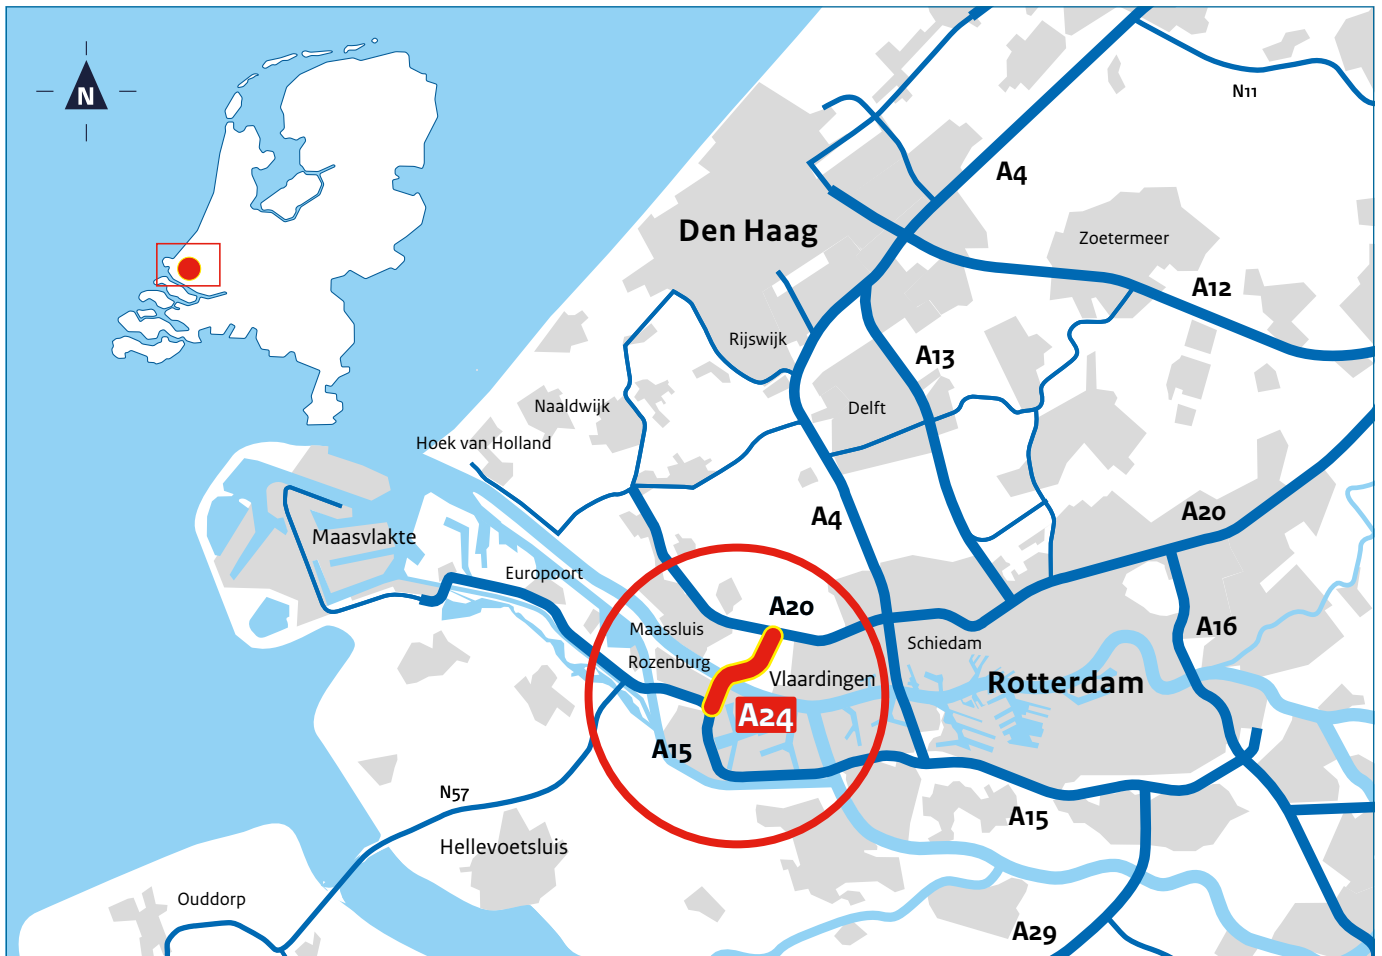 N
N11
A4
Den Haag
Zoetermeer
A12
Rijswijk
A13
Naaldwijk
Delft
Hoek van Holland
A4
A20
Maasvlakte
Europoort
A20
Maassluis
A16
Schiedam
Rozenburg
Vlaardingen
Rotterdam
A24
A15
N57
A15
Hellevoetsluis
Ouddorp
A29